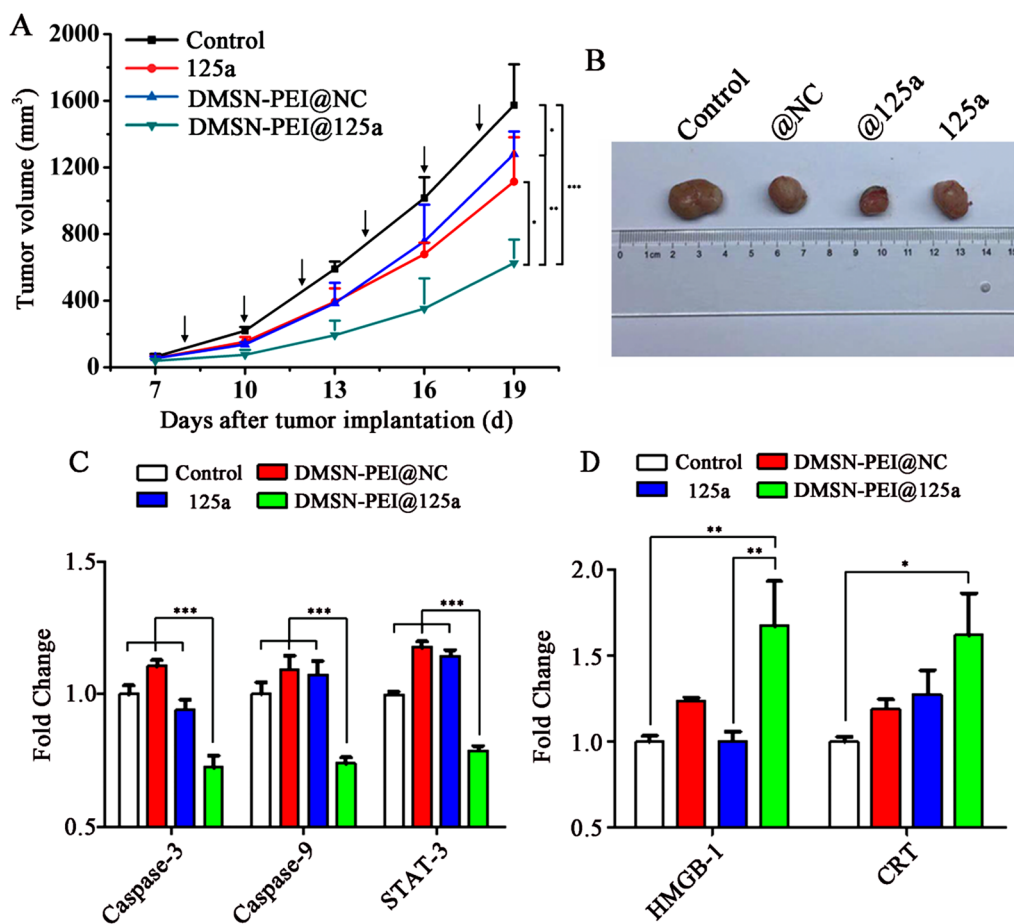 A
2000
1600
1200
800
400
0
Tumor volume (mm³)
Control
125a
DMSN-PEI@NC
DMSN-PEI@125a
*
**
***
*
7 10 13 16 19
Days after tumor implantation (d)
B
Control @NC @125a 125a
0 1cm 2 3 4 5 6 7 8 9 10 11 12 13 14 15
C
Control DMSN-PEI@NC
125a DMSN-PEI@125a
1.5
1.0
0.5
Fold Change
*** *** ***
Caspase-3 Caspase-9 STAT-3
D
Control DMSN-PEI@NC
125a DMSN-PEI@125a
2.0
1.5
1.0
0.5
Fold Change
**
**
*
HMGB-1 CRT